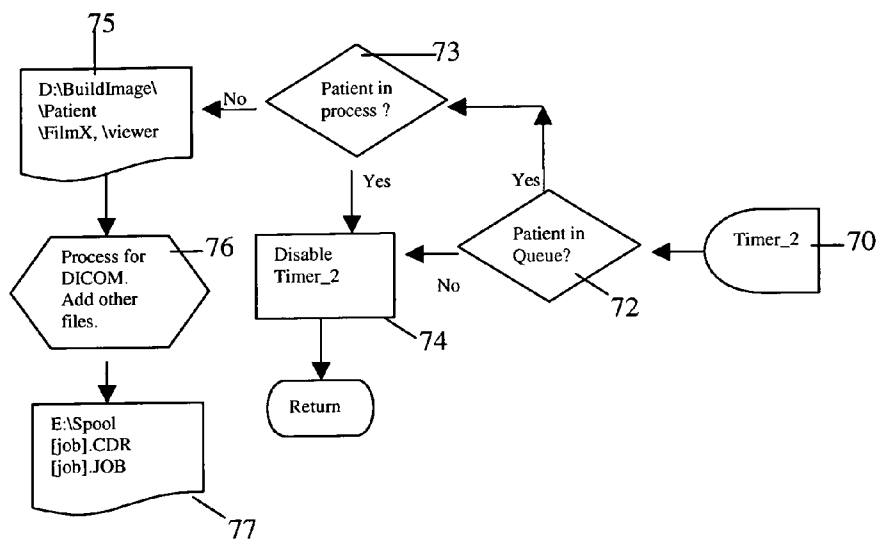 75
D:\BuildImage\
\Patient
\FilmX, \viewer
No
73
Patient in
process ?
Yes
Yes
76
Process for
DICOM.
Add other
files.
Disable
Timer_2
No
Patient in
Queue?
72
Timer_2
70
74
Return
E:\Spool
[job].CDR
[job].JOB
77